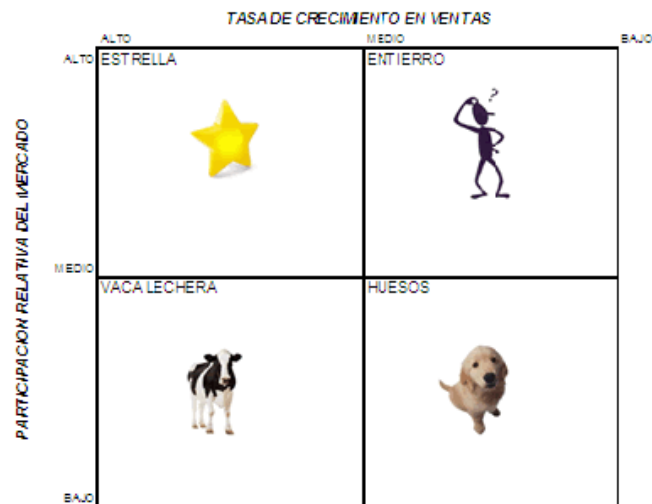 TASA DE CRECIMIENTO EN VENTAS
ALTO MEDIO BAJO
ALTO ESTRELLA ENTIERRO
?
PARTICIPACION RELATIVA DEL MERCADO
MEDIO
VACA LECHERA HUESOS
BAJO